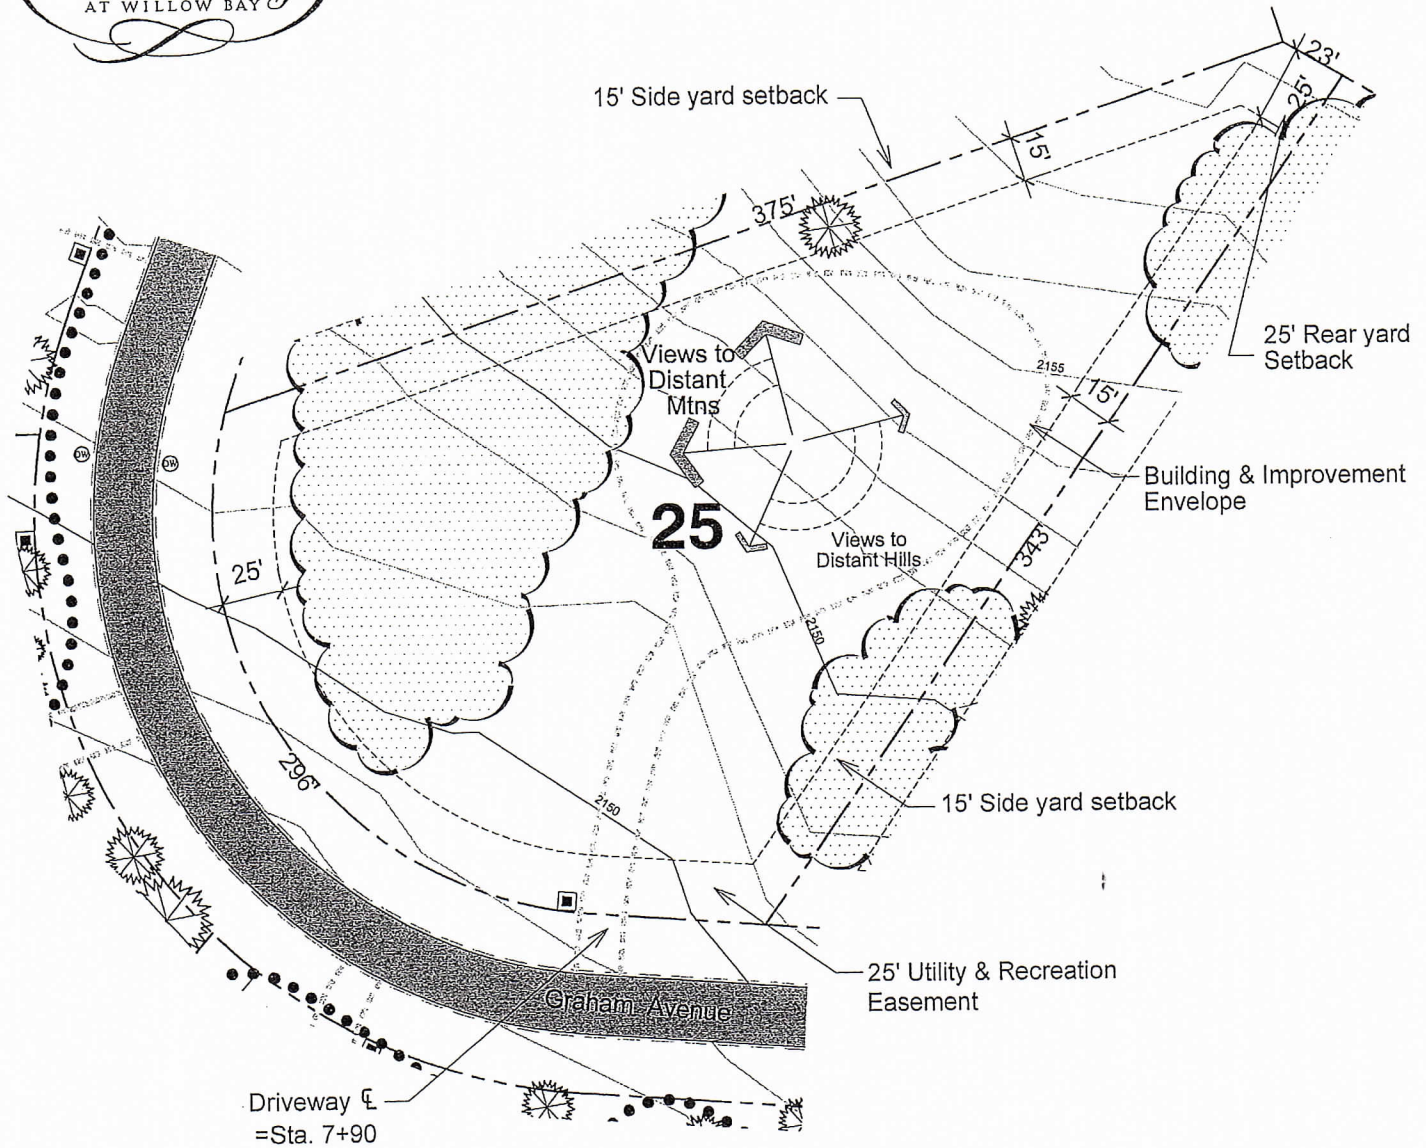 AT WILLOW BAY
23'
15' Side yard setback
25'
15'
375'
25' Rear yard
Setback
Views to
Distant
Mtns
2155
15'
Building & Improvement
Envelope
25
Views to
Distant Hills
343'
25'
2150
296'
2150
15' Side yard setback
25' Utility & Recreation
Easement
Graham Avenue
Driveway ℄
=Sta. 7+90